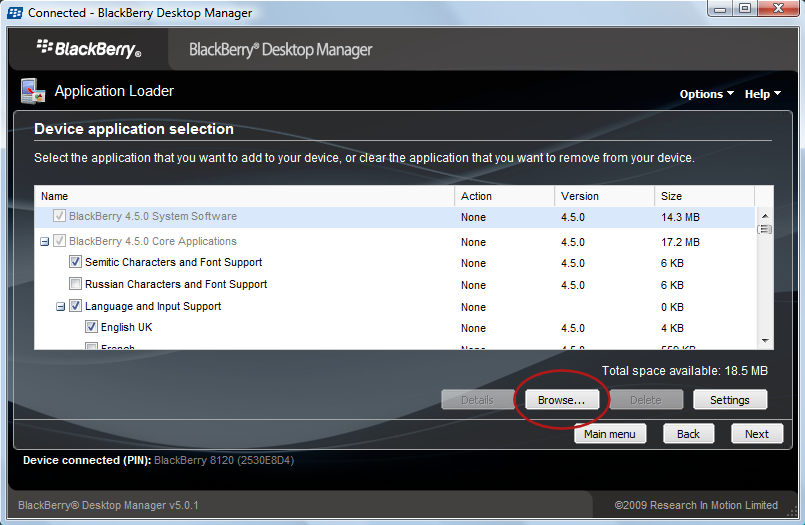 Connected - BlackBerry Desktop Manager
BlackBerry® BlackBerry® Desktop Manager
Application Loader Options Help
Device application selection
Select the application that you want to add to your device, or clear the application that you want to remove from your device.
Name Action Version Size
BlackBerry 4.5.0 System Software None 4.5.0 14.3 MB
BlackBerry 4.5.0 Core Applications None 4.5.0 17.2 MB
Semitic Characters and Font Support None 4.5.0 6 KB
Russian Characters and Font Support None 4.5.0 6 KB
Language and Input Support None 0 KB
English UK None 4.5.0 4 KB
French None 4.5.0
Total space available: 18.5 MB
Details Browse... Delete Settings
Main menu Back Next
Device connected (PIN): BlackBerry 8120 (2530E8D4)
BlackBerry® Desktop Manager v5.0.1 ©2009 Research In Motion Limited